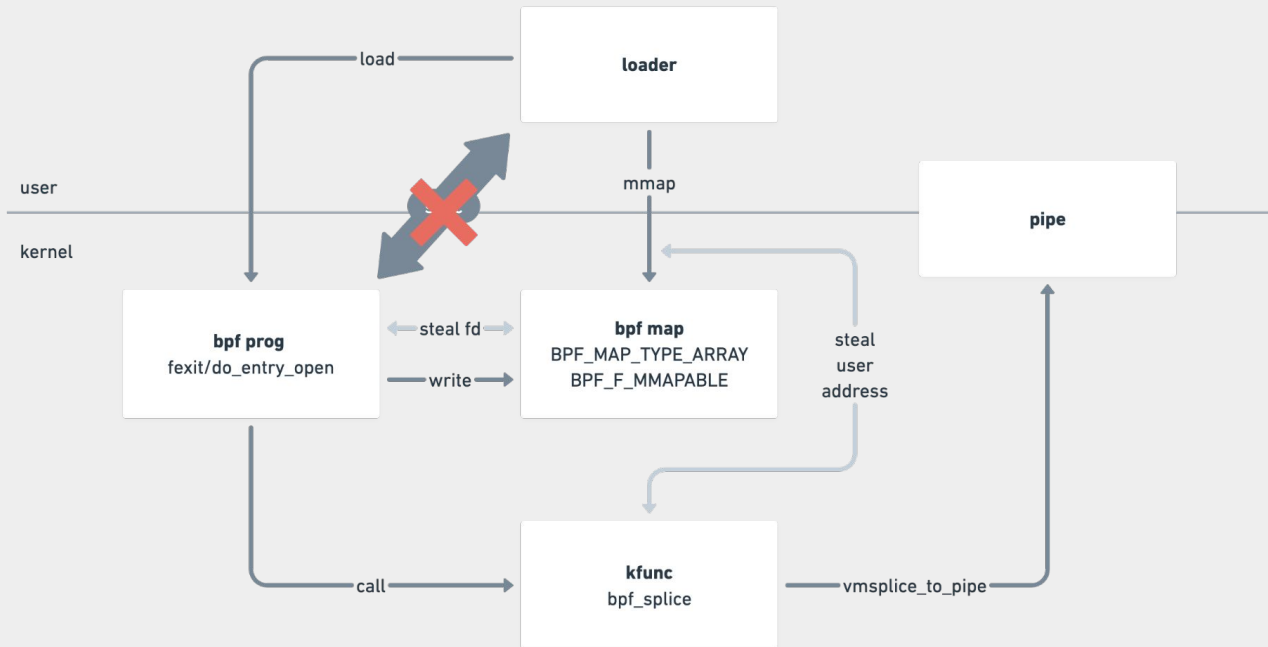 loader
load
mmap
user
kernel
pipe
bpf prog
fexit/do_entry_open
steal fd
write
bpf map
BPF_MAP_TYPE_ARRAY
BPF_F_MMAPABLE
steal
user
address
call
kfunc
bpf_splice
vmsplice_to_pipe